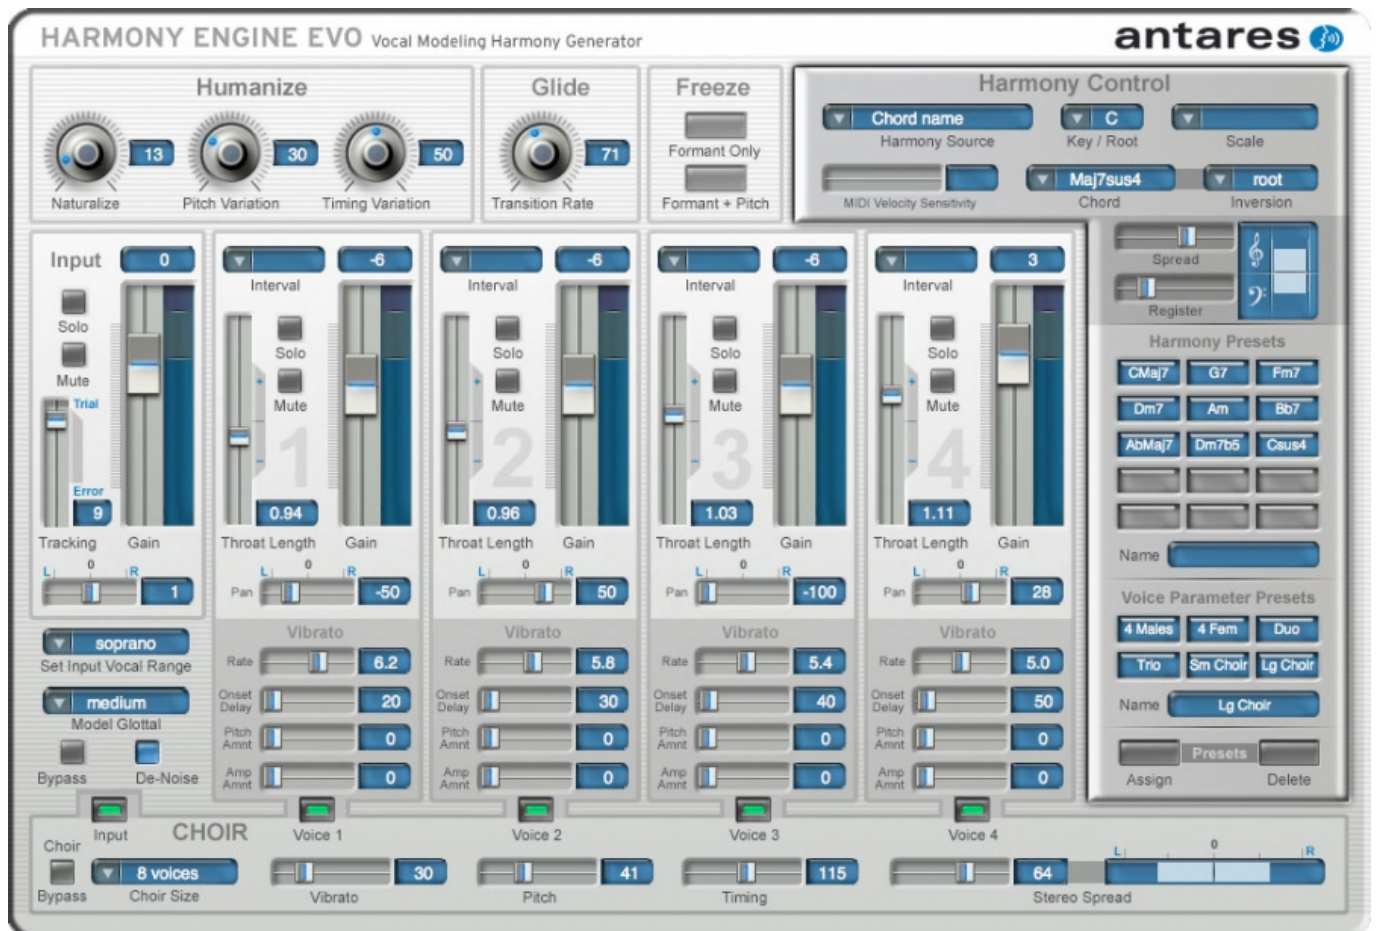 HARMONY ENGINE EVO Vocal Modeling Harmony Generator
antares
Humanize
13
30
50
Naturalize
Pitch Variation
Timing Variation
Glide
71
Transition Rate
Freeze
Formant Only
Formant + Pitch
Harmony Control
Chord name
C
Harmony Source
Key / Root
Scale
Maj7sus4
root
MIDI Velocity Sensitivity
Chord
Inversion
Spread
Register
Input
0
Solo
Mute
Trial
Error
9
Tracking
Gain
L 0 R
1
-6
Interval
Solo
Mute
+
1
-
0.94
Throat Length
Gain
L 0 R
Pan
-50
-6
Interval
Solo
Mute
+
2
-
0.96
Throat Length
Gain
L 0 R
Pan
50
-6
Interval
Solo
Mute
+
3
-
1.03
Throat Length
Gain
L 0 R
Pan
-100
3
Interval
Solo
Mute
+
4
-
1.11
Throat Length
Gain
L 0 R
Pan
28
Harmony Presets
CMaj7 G7 Fm7
Dm7 Am Bb7
AbMaj7 Dm7b5 Csus4
Name
Voice Parameter Presets
4 Males 4 Fem Duo
Trio Sm Choir Lg Choir
Name Lg Choir
Presets
Assign
Delete
soprano
Set Input Vocal Range
medium
Model Glottal
Bypass
De-Noise
Vibrato
Rate 6.2
Onset
Delay
20
Pitch
Amnt
0
Amp
Amnt
0
Vibrato
Rate 5.8
Onset
Delay
30
Pitch
Amnt
0
Amp
Amnt
0
Vibrato
Rate 5.4
Onset
Delay
40
Pitch
Amnt
0
Amp
Amnt
0
Vibrato
Rate 5.0
Onset
Delay
50
Pitch
Amnt
0
Amp
Amnt
0
Input
CHOIR
Voice 1
Voice 2
Voice 3
Voice 4
Choir
Bypass
8 voices
Choir Size
30
Vibrato
41
Pitch
115
Timing
64
L 0 R
Stereo Spread